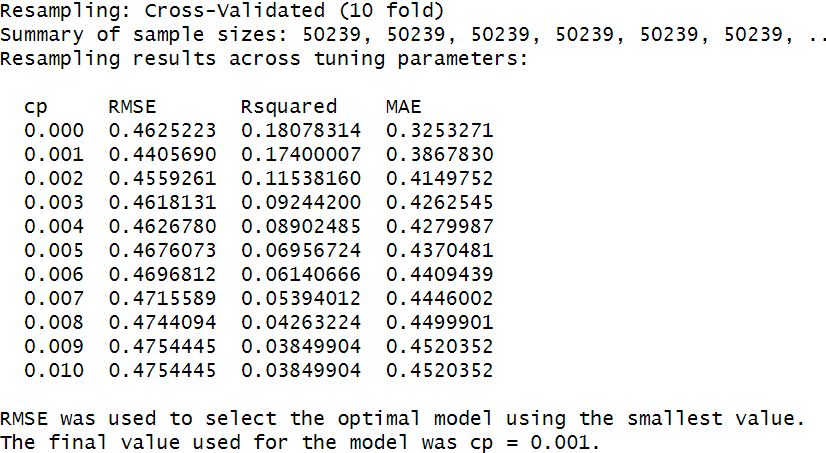 Resampling: Cross-Validated (10 fold)
Summary of sample sizes: 50239, 50239, 50239, 50239, 50239, 50239, ..
Resampling results across tuning parameters:
cp RMSE Rsquared MAE
0.000 0.4625223 0.18078314 0.3253271
0.001 0.4405690 0.17400007 0.3867830
0.002 0.4559261 0.11538160 0.4149752
0.003 0.4618131 0.09244200 0.4262545
0.004 0.4626780 0.08902485 0.4279987
0.005 0.4676073 0.06956724 0.4370481
0.006 0.4696812 0.06140666 0.4409439
0.007 0.4715589 0.05394012 0.4446002
0.008 0.4744094 0.04263224 0.4499901
0.009 0.4754445 0.03849904 0.4520352
0.010 0.4754445 0.03849904 0.4520352
RMSE was used to select the optimal model using the smallest value.
The final value used for the model was cp = 0.001.